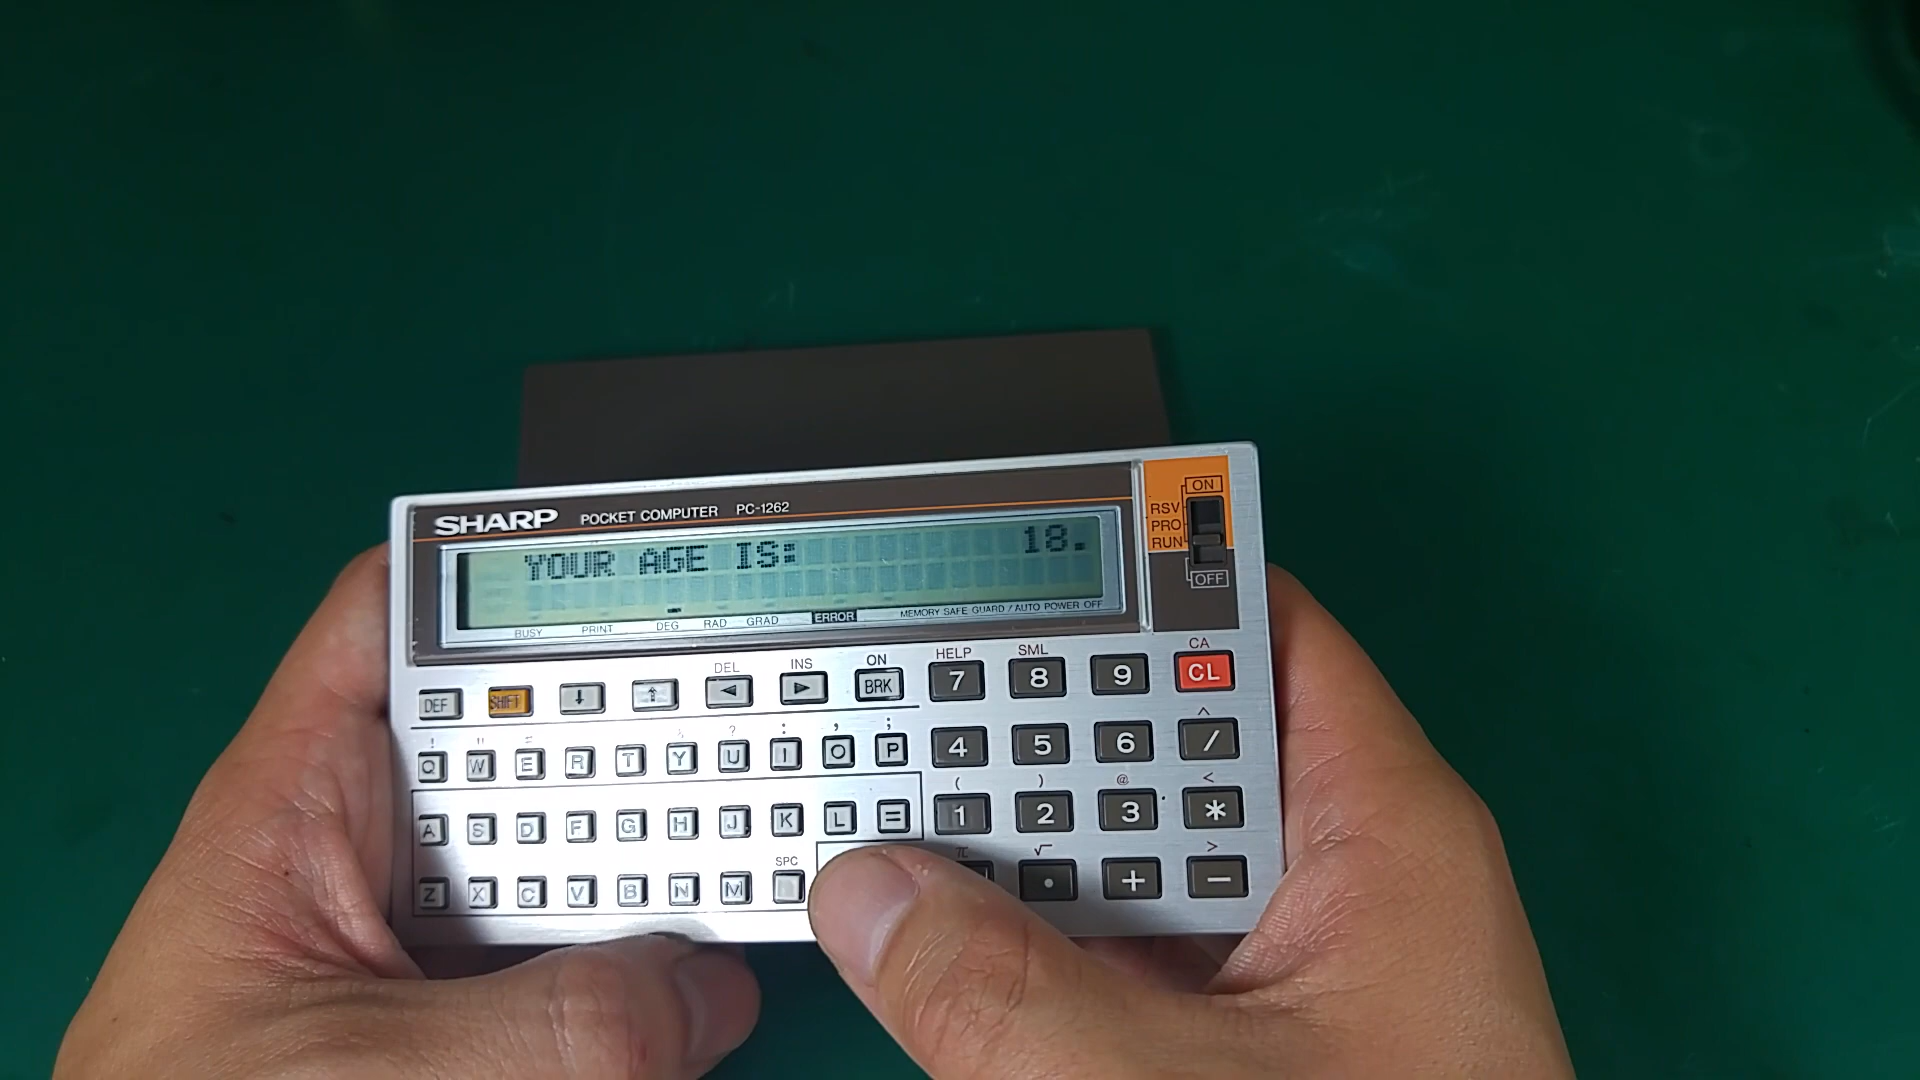 SHARP POCKET COMPUTER PC-1262
YOUR AGE IS: 18.
BUSY PRINT DEG RAD GRAD ERROR MEMORY SAFE GUARD / AUTO POWER OFF
ON
RSV
PRO
RUN
OFF
DEL INS ON HELP SML CA
DEF SHIFT ↓ ↑ ◄ ► BRK 7 8 9 CL
! " ? : , ; ^
Q W E R T Y U I O P 4 5 6 /
( ) @ <
A S D F G H J K L = 1 2 3 *
SPC π √ >
Z X C V B N M • + −